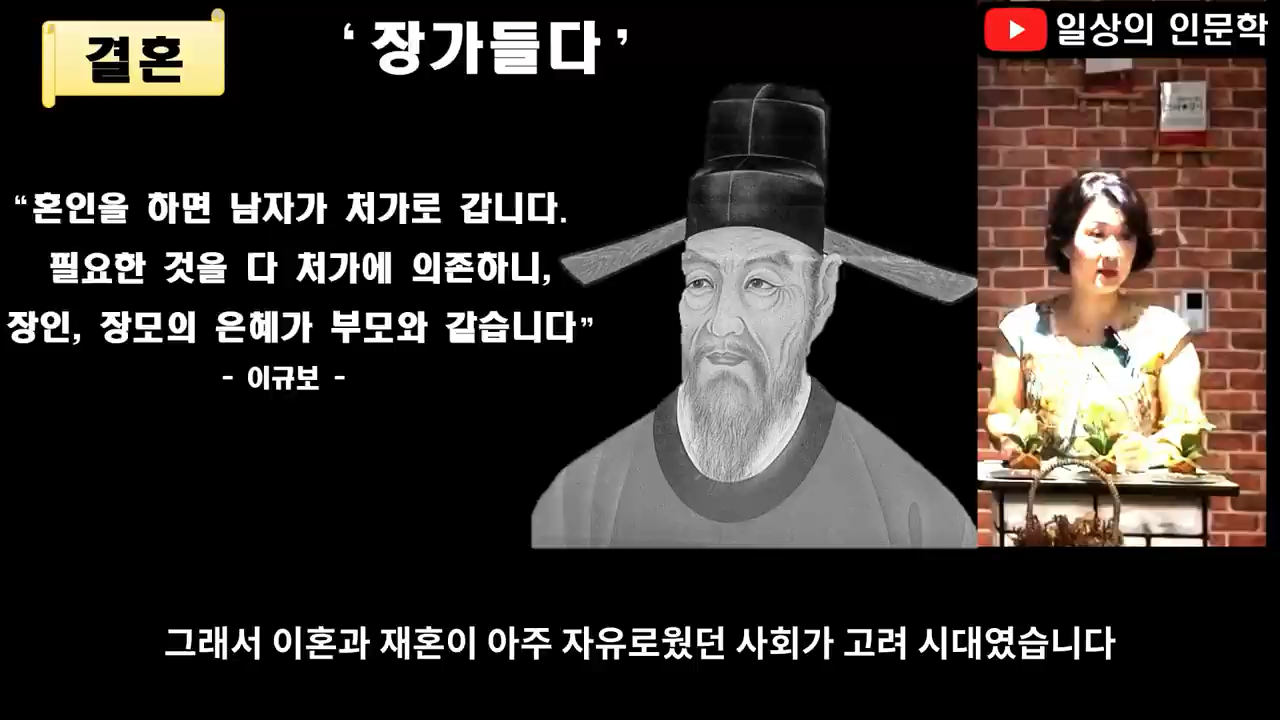 결혼
‘장가들다’
일상의 인문학
“혼인을 하면 남자가 처가로 갑니다.
필요한 것을 다 처가에 의존하니,
장인, 장모의 은혜가 부모와 같습니다”
- 이규보 -
그래서 이혼과 재혼이 아주 자유로웠던 사회가 고려 시대였습니다